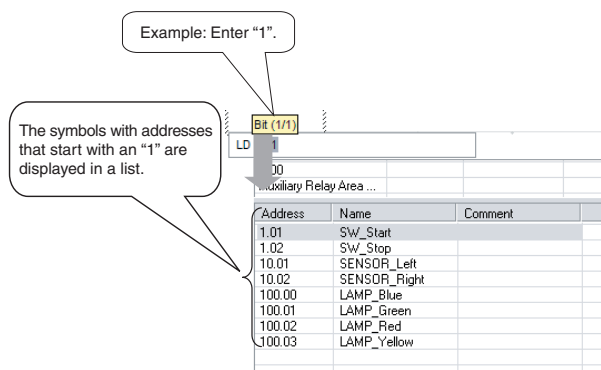 Example: Enter “1”.
Bit (1/1)
LD 1
The symbols with addresses
that start with an “1” are
displayed in a list.
Relay Area ...
Address Name Comment
1.01 SW_Start
1.02 SW_Stop
10.01 SENSOR_Left
10.02 SENSOR_Right
100.00 LAMP_Blue
100.01 LAMP_Green
100.02 LAMP_Red
100.03 LAMP_Yellow